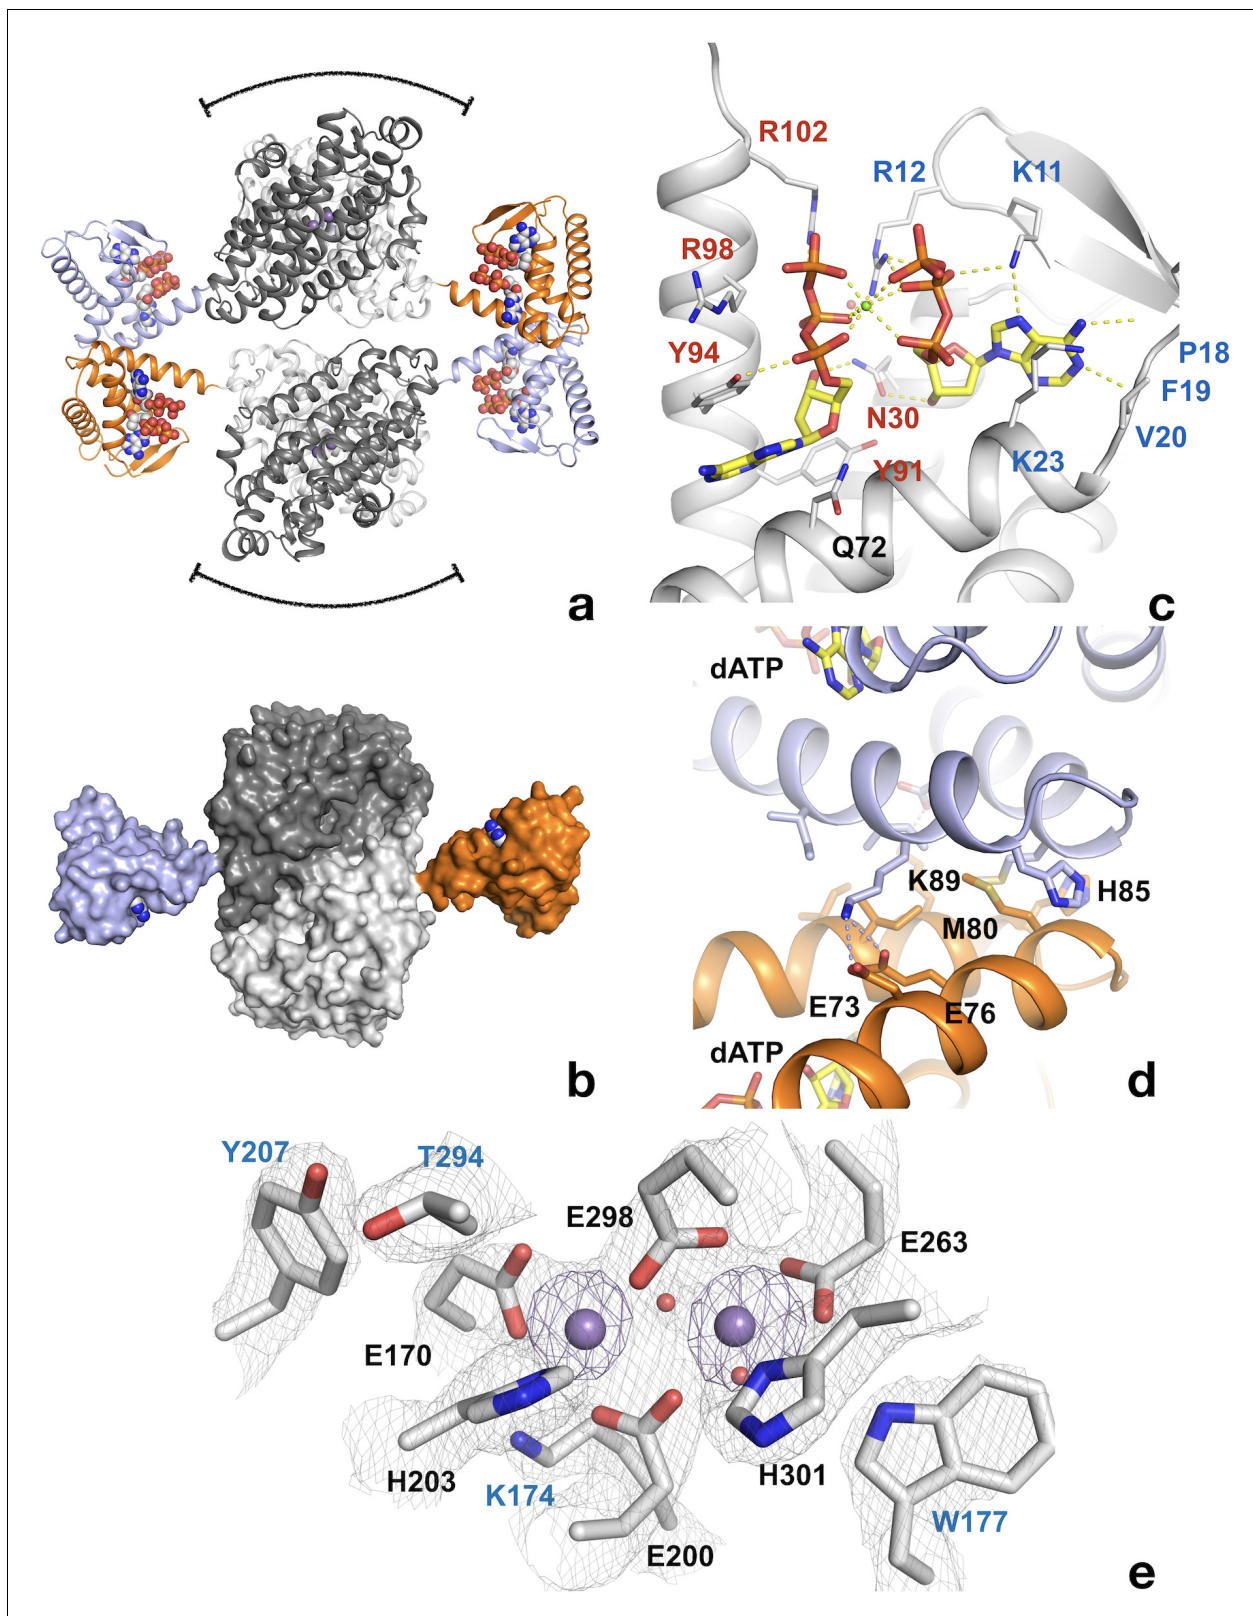 a
R102
R12
K11
R98
Y94
P18
F19
N30
V20
Y91
K23
Q72
c
b
dATP
K89
H85
M80
E73
E76
dATP
d
Y207
T294
E298
E263
E170
H203
K174
H301
W177
E200
e